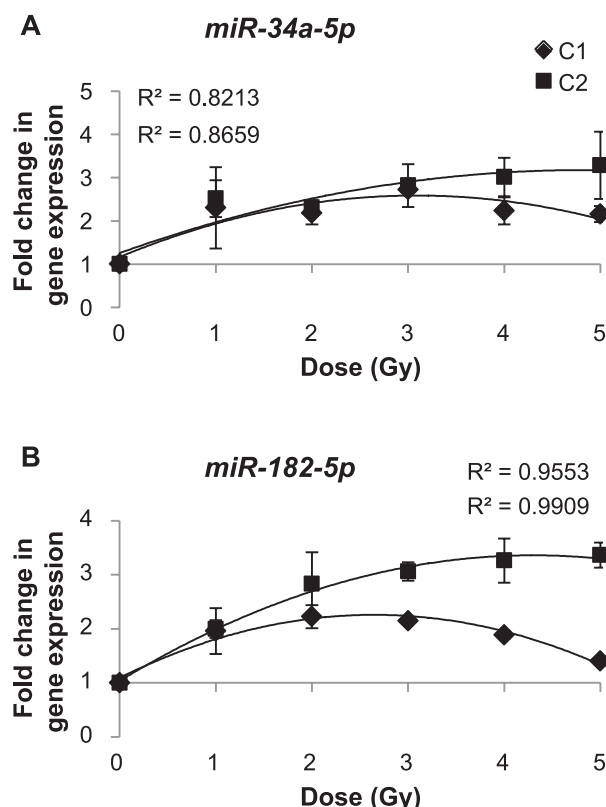 A
miR-34a-5p
C1
C2
R² = 0.8213
R² = 0.8659
Fold change in
gene expression
5
4
3
2
1
0
0 1 2 3 4 5
Dose (Gy)
B
miR-182-5p
R² = 0.9553
R² = 0.9909
Fold change in
gene expression
4
3
2
1
0
0 1 2 3 4 5
Dose (Gy)